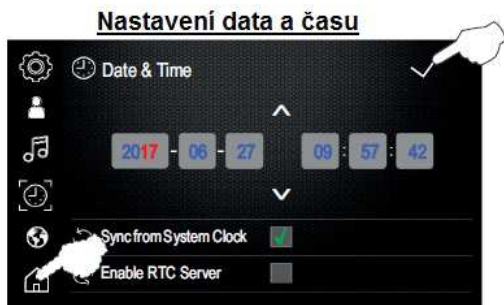 Nastavení data a času
Date & Time
2017 - 06 - 27 09 : 57 : 42
Sync from System Clock
Enable RTC Server